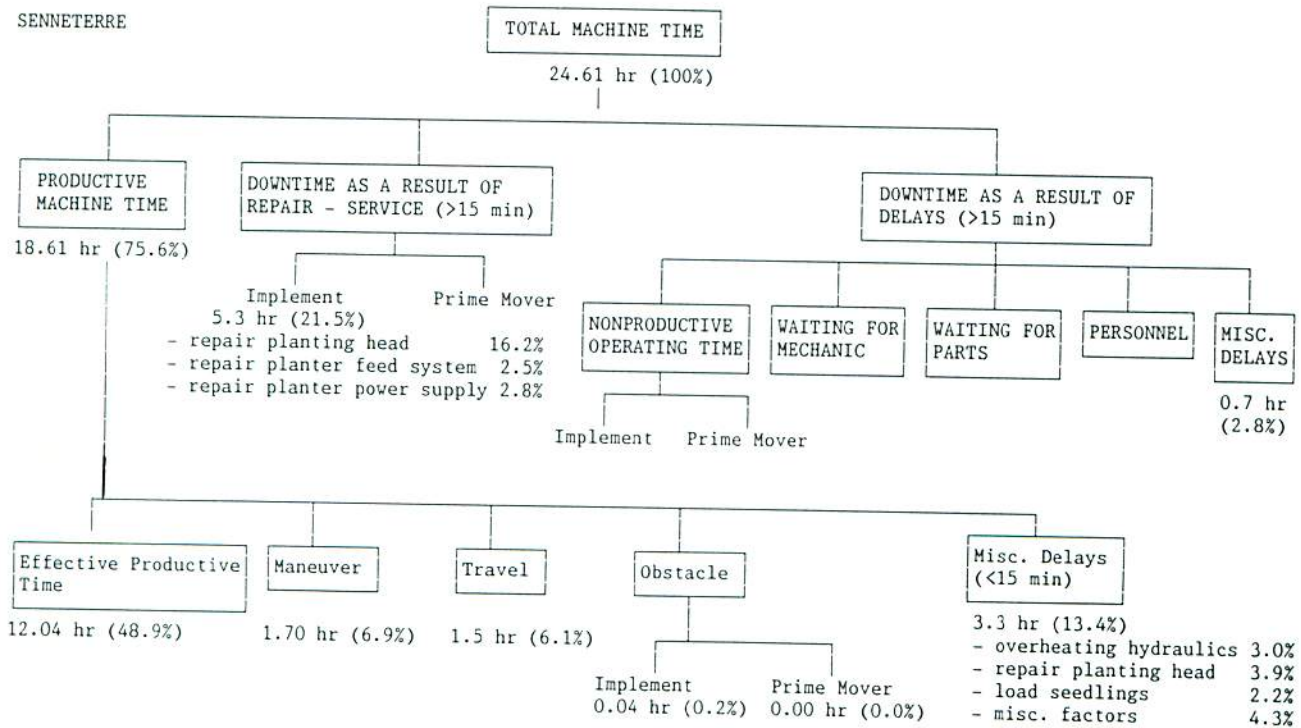 SENNETERRE
TOTAL MACHINE TIME
24.61 hr (100%)
PRODUCTIVE
MACHINE TIME
18.61 hr (75.6%)
DOWNTIME AS A RESULT OF
REPAIR - SERVICE (>15 min)
Implement
5.3 hr (21.5%)
- repair planting head 16.2%
- repair planter feed system 2.5%
- repair planter power supply 2.8%
Prime Mover
DOWNTIME AS A RESULT OF
DELAYS (>15 min)
NONPRODUCTIVE
OPERATING TIME
Implement Prime Mover
WAITING FOR
MECHANIC
WAITING FOR
PARTS
PERSONNEL
MISC.
DELAYS
0.7 hr
(2.8%)
Effective Productive
Time
12.04 hr (48.9%)
Maneuver
1.70 hr (6.9%)
Travel
1.5 hr (6.1%)
Obstacle
Implement
0.04 hr (0.2%)
Prime Mover
0.00 hr (0.0%)
Misc. Delays
(<15 min)
3.3 hr (13.4%)
- overheating hydraulics 3.0%
- repair planting head 3.9%
- load seedlings 2.2%
- misc. factors 4.3%